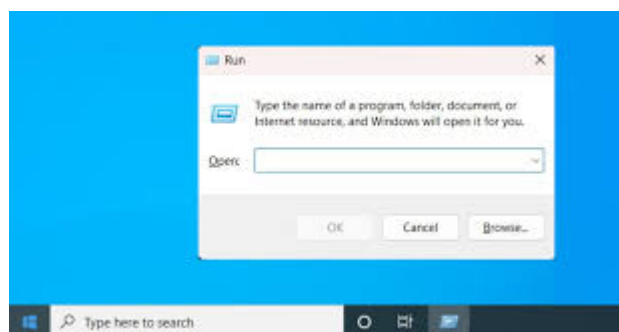 Run
Type the name of a program, folder, document, or
Internet resource, and Windows will open it for you.
Open:
OK
Cancel
Browse...
Type here to search